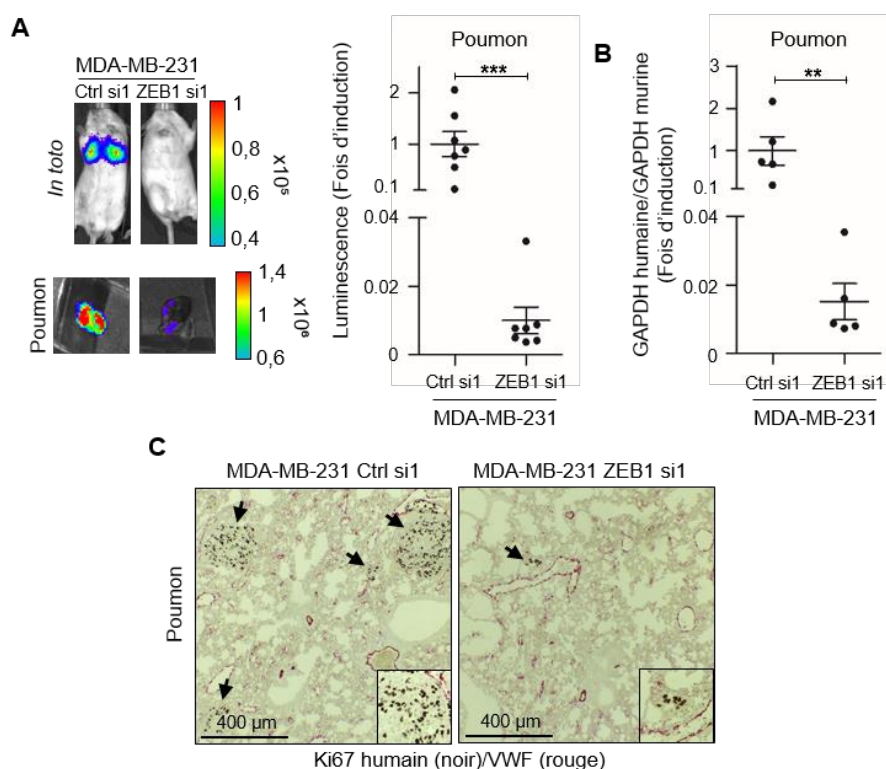 A
MDA-MB-231
Ctrl si1 ZEB1 si1
In toto
1
0,8
0,6
0,4
x10⁵
Poumon
1,4
0,6
x10⁶
Poumon
***
Luminescence (Fois d'induction)
2
1
0.1
0.04
0.02
0
Ctrl si1 ZEB1 si1
MDA-MB-231
B
Poumon
**
GAPDH humaine/GAPDH murine
(Fois d'induction)
3
2
1
0.1
0.04
0.02
0
Ctrl si1 ZEB1 si1
MDA-MB-231
C
MDA-MB-231 Ctrl si1
MDA-MB-231 ZEB1 si1
Poumon
400 µm
400 µm
Ki67 humain (noir)/VWF (rouge)